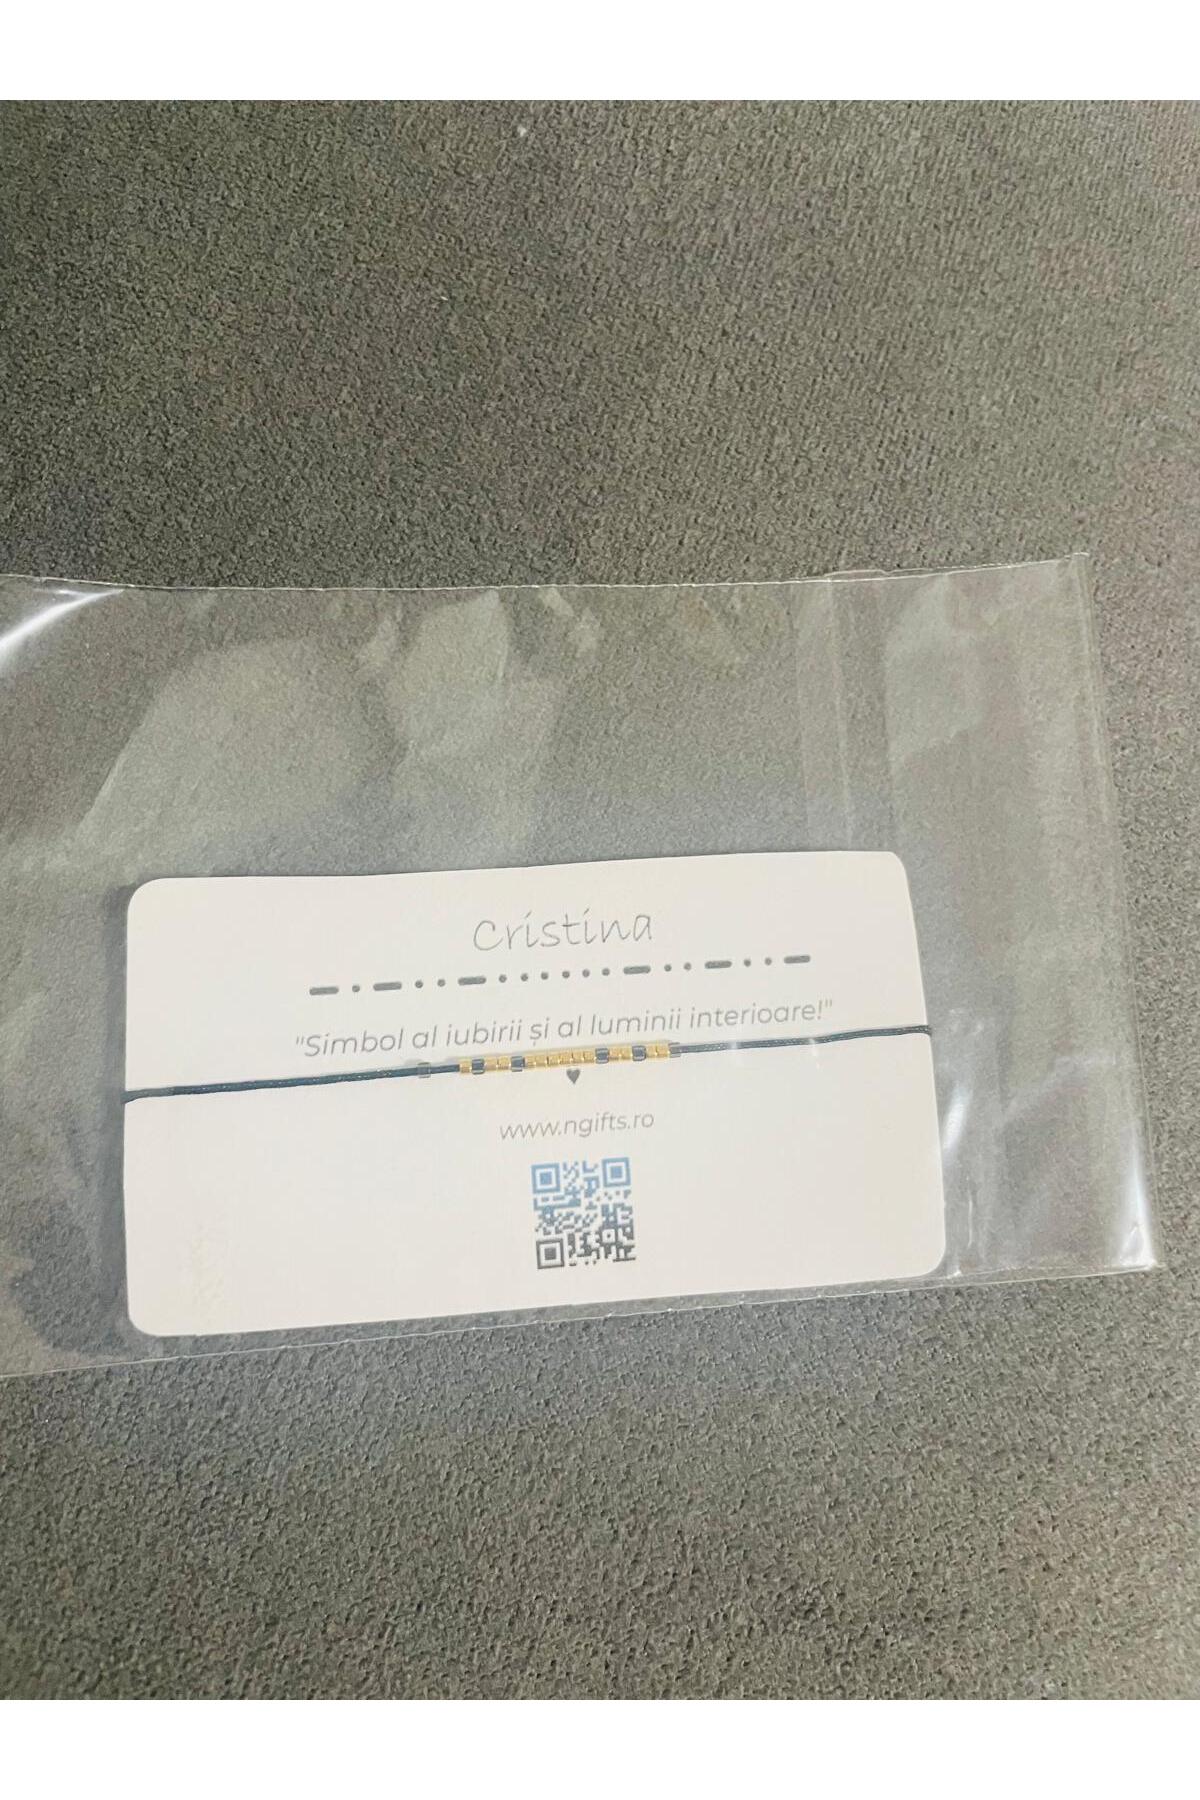 Cristina
"Simbol al iubirii și al luminii interioare!"
www.ngifts.ro